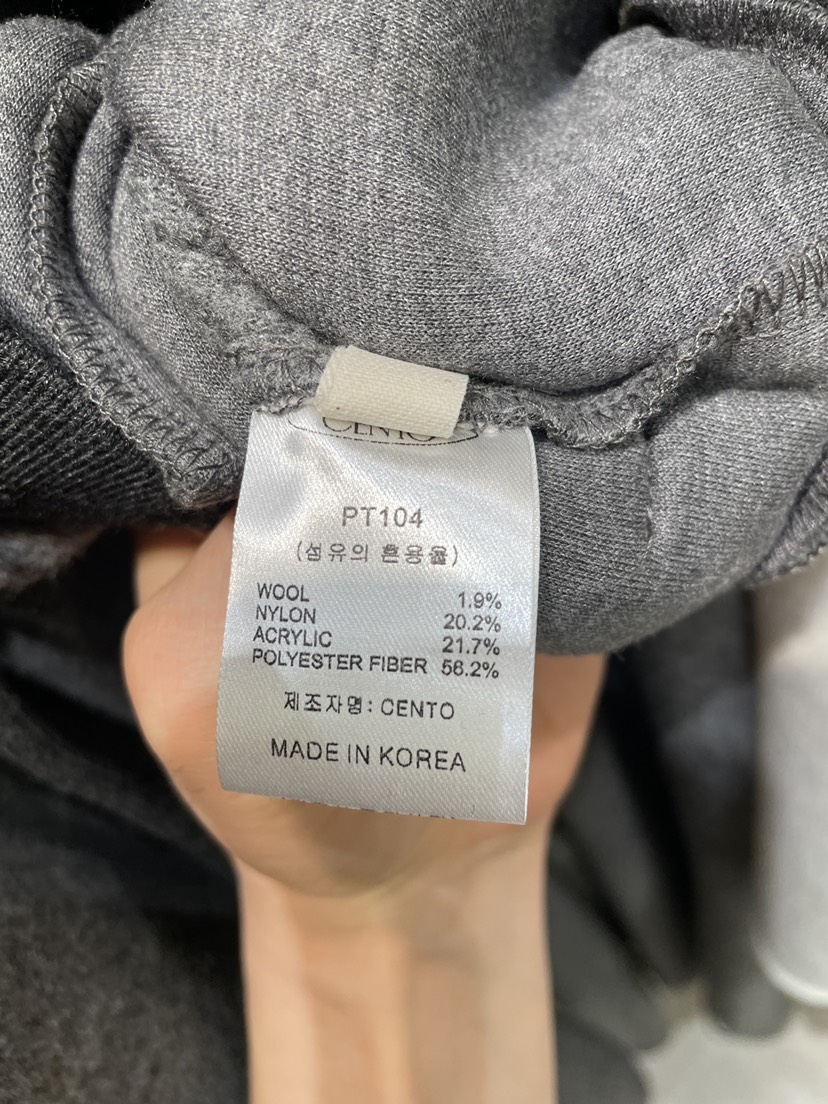 CENTO
PT104
(섬유의 혼용율)
WOOL 1.9%
NYLON 20.2%
ACRYLIC 21.7%
POLYESTER FIBER 56.2%
제조자명: CENTO
MADE IN KOREA